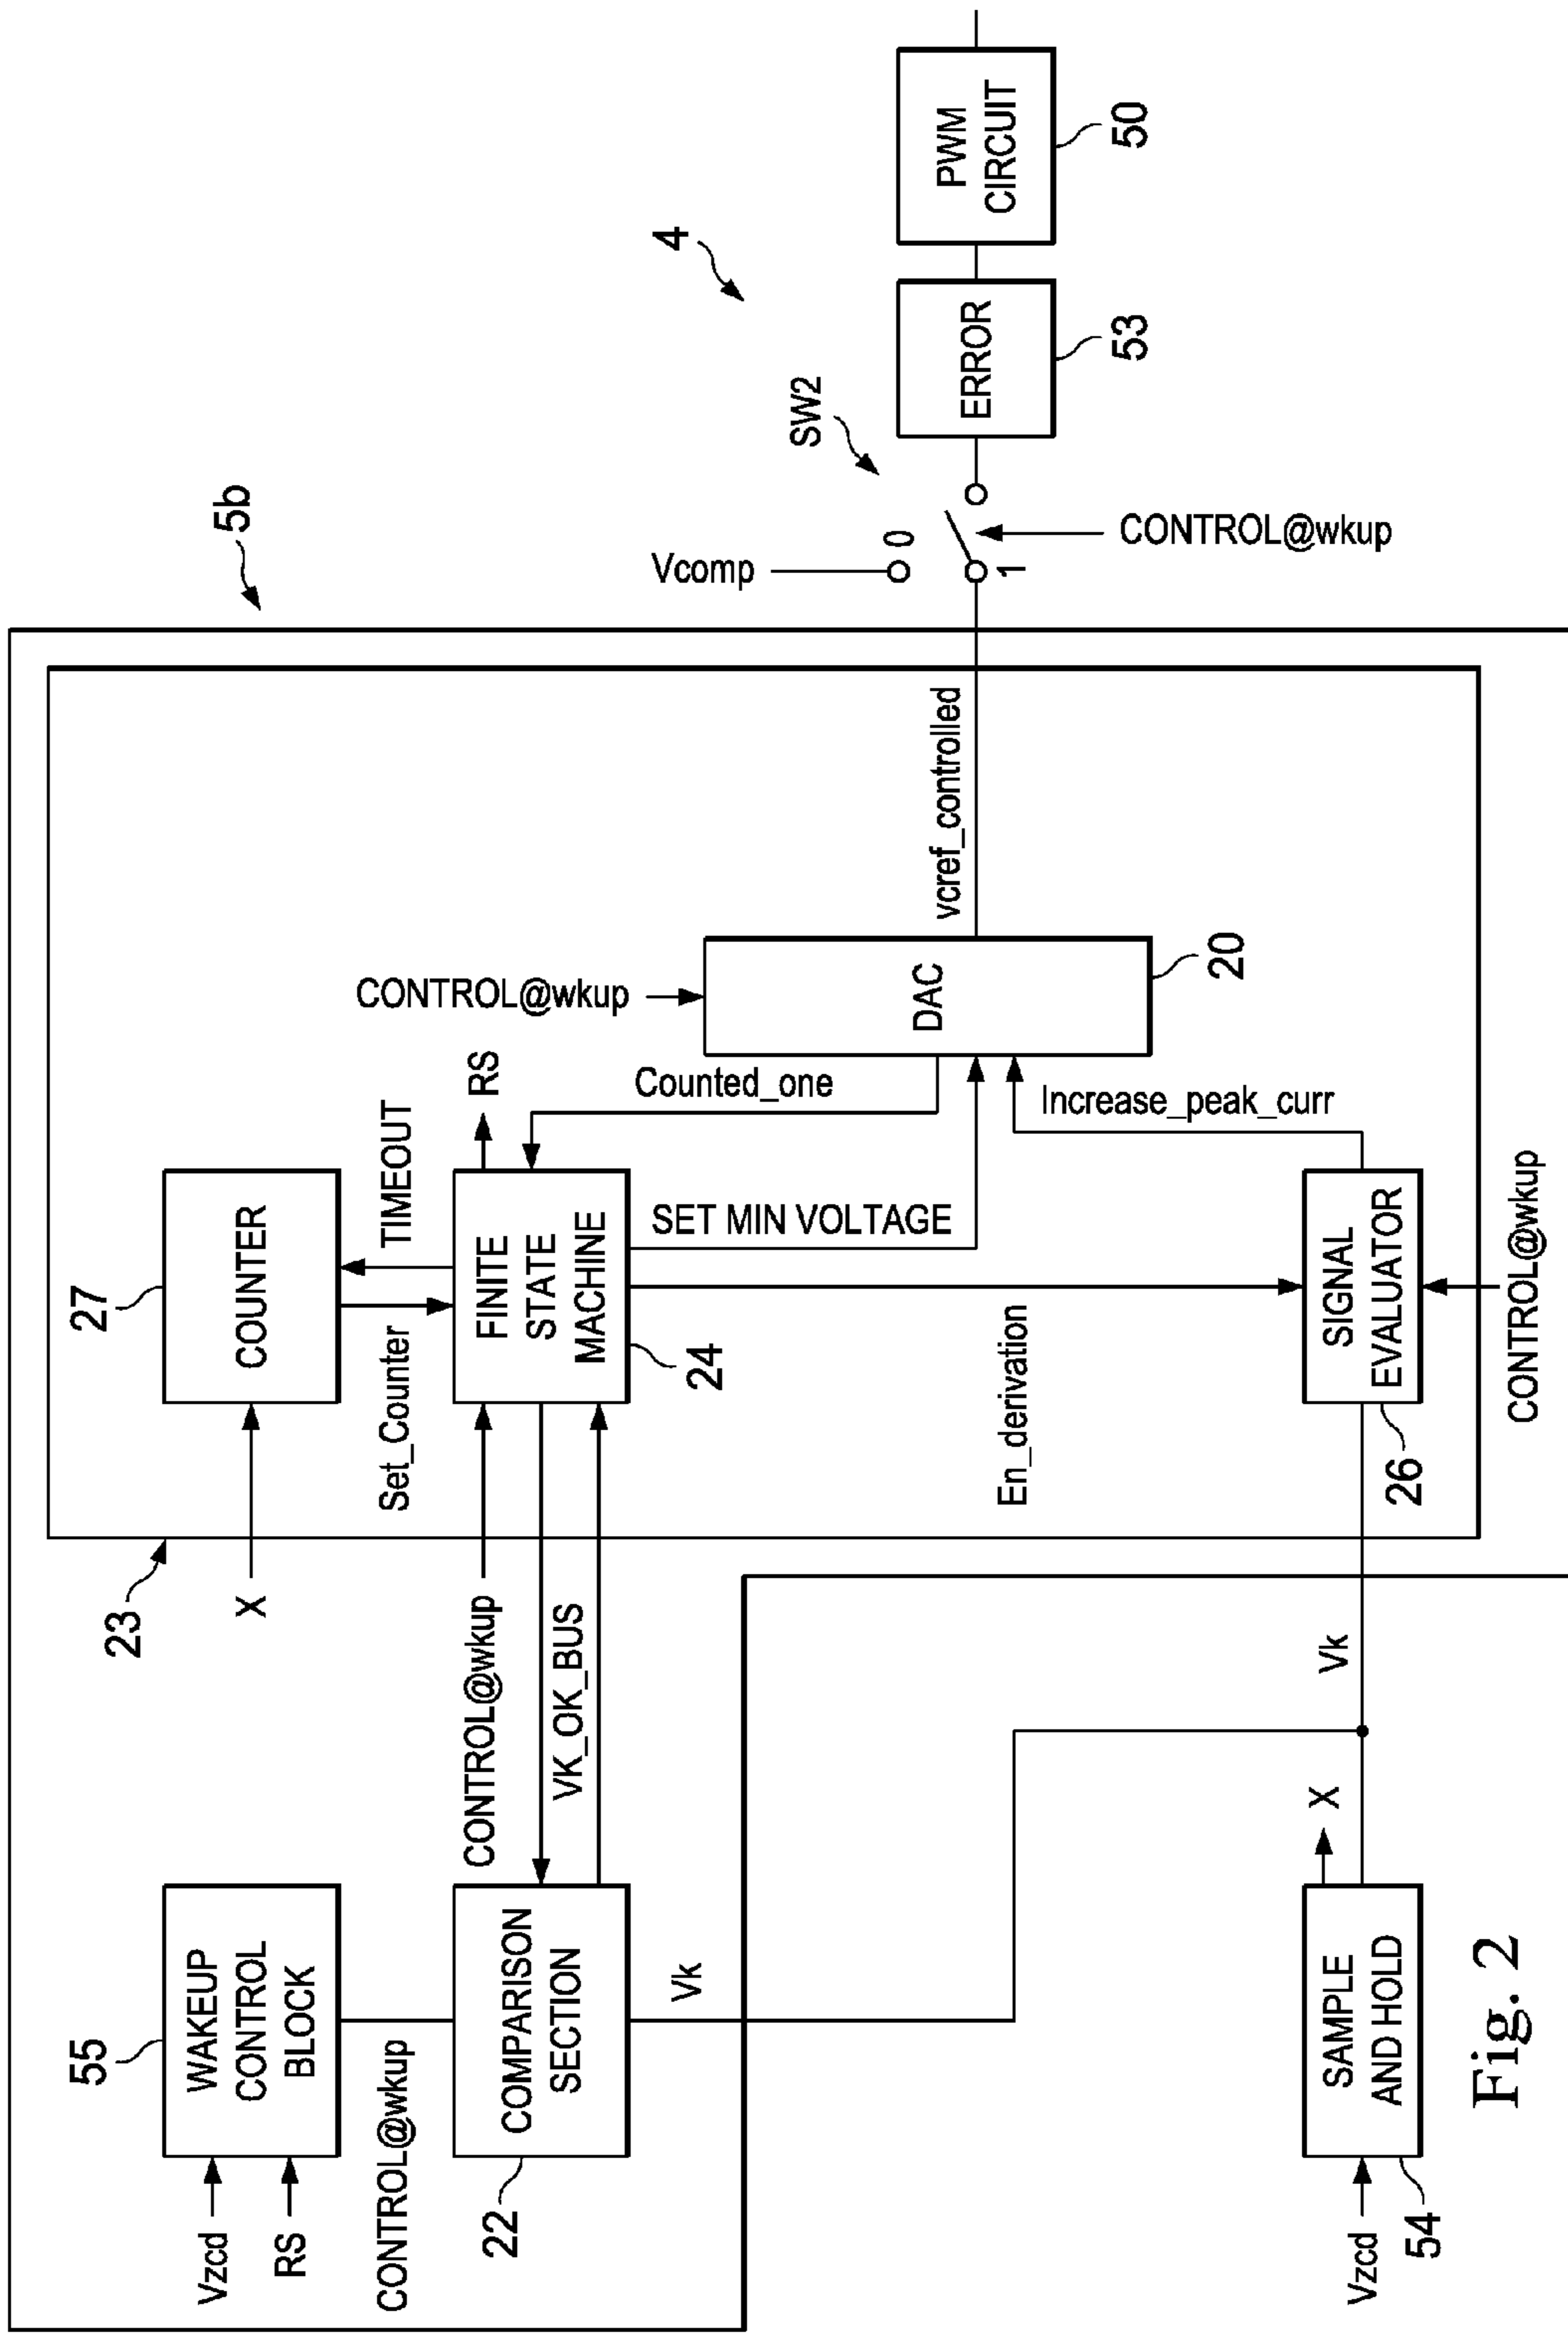 5b
4
55
WAKEUP
CONTROL
BLOCK
Vzcd
RS
CONTROL@wkup
22
COMPARISON
SECTION
Vk
CONTROL@wkup
VK_OK_BUS
23
X
27
COUNTER
Set_Counter
TIMEOUT
FINITE
STATE
MACHINE
24
RS
Counted_one
SET MIN VOLTAGE
En_derivation
CONTROL@wkup
DAC
20
Increase_peak_curr
SIGNAL
EVALUATOR
26
CONTROL@wkup
vcref_controlled
Vcomp
0
1
SW2
CONTROL@wkup
ERROR
53
PWM
CIRCUIT
50
Vzcd
SAMPLE
AND HOLD
54
X
Vk
Fig. 2